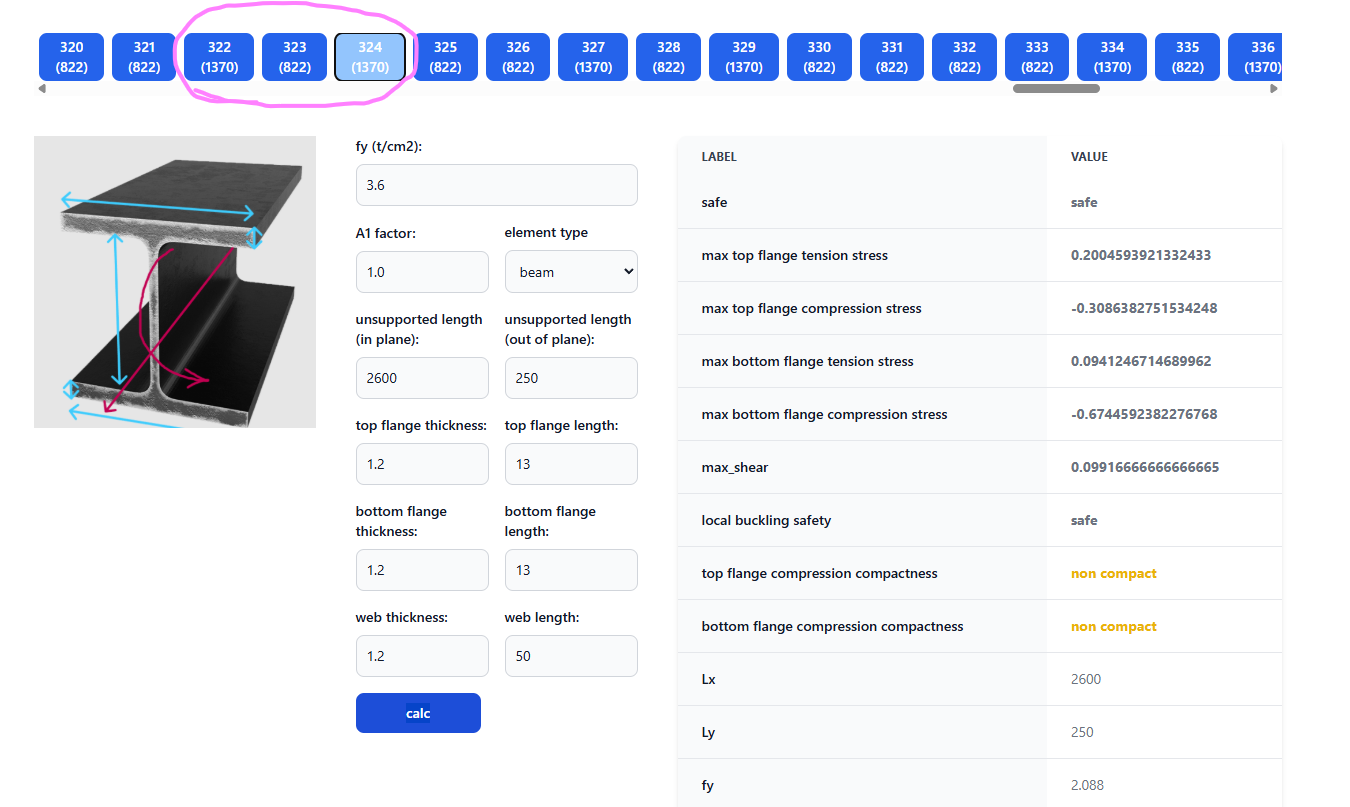 320 321 322 323 324 325 326 327 328 329 330 331 332 333 334 335 336
(822) (822) (1370) (822) (1370) (822) (822) (1370) (822) (1370) (822) (822) (822) (822) (1370) (822) (1370)
fy (t/cm2):
3.6
A1 factor: element type
1.0 beam
unsupported length unsupported length
(in plane): (out of plane):
2600 250
top flange thickness: top flange length:
1.2 13
bottom flange bottom flange
thickness: length:
1.2 13
web thickness: web length:
1.2 50
calc
LABEL VALUE
safe safe
max top flange tension stress 0.2004593921332433
max top flange compression stress -0.3086382751534248
max bottom flange tension stress 0.0941246714689962
max bottom flange compression stress -0.6744592382276768
max_shear 0.09916666666666665
local buckling safety safe
top flange compression compactness non compact
bottom flange compression compactness non compact
Lx 2600
Ly 250
fy 2.088